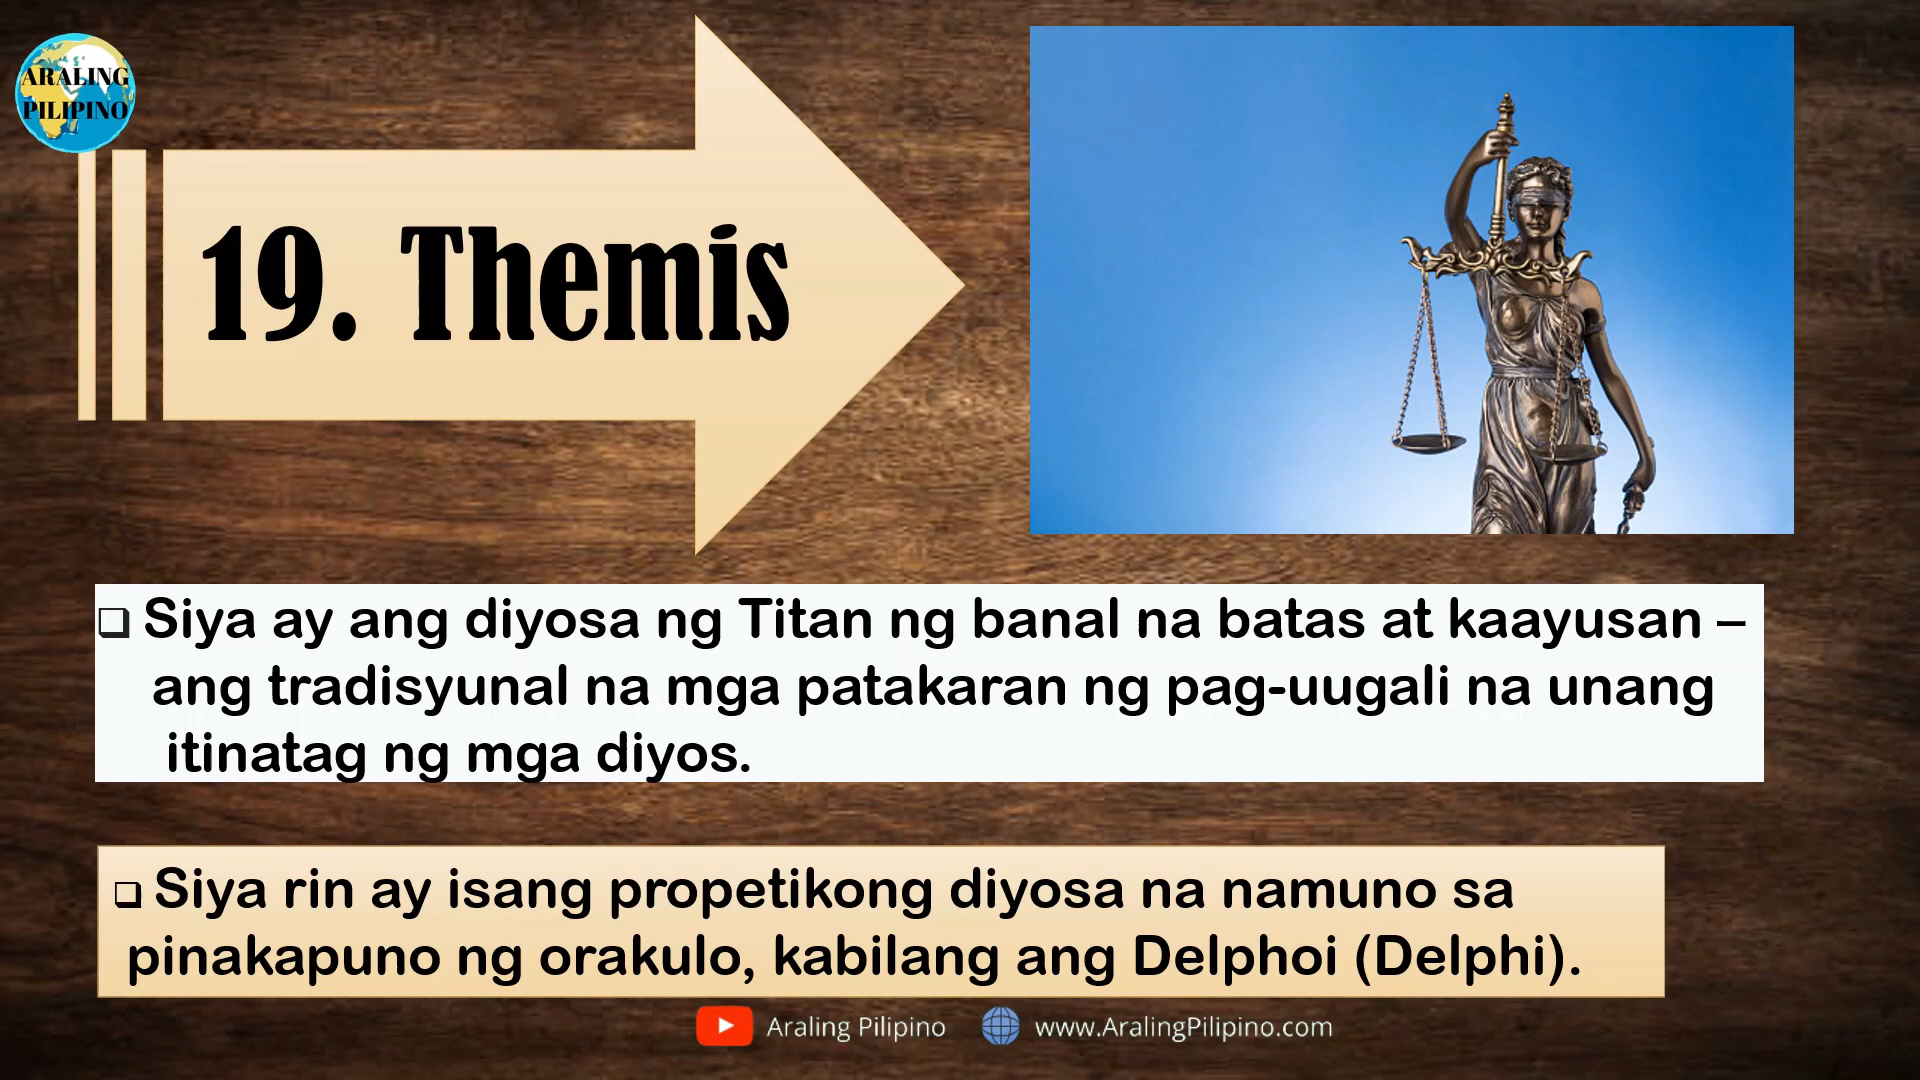 ARALING
PILIPINO
19. Themis
Siya ay ang diyosa ng Titan ng banal na batas at kaayusan –
ang tradisyunal na mga patakaran ng pag-uugali na unang
itinatag ng mga diyos.
Siya rin ay isang propetikong diyosa na namuno sa
pinakapuno ng orakulo, kabilang ang Delphoi (Delphi).
Araling Pilipino
www.AralingPilipino.com